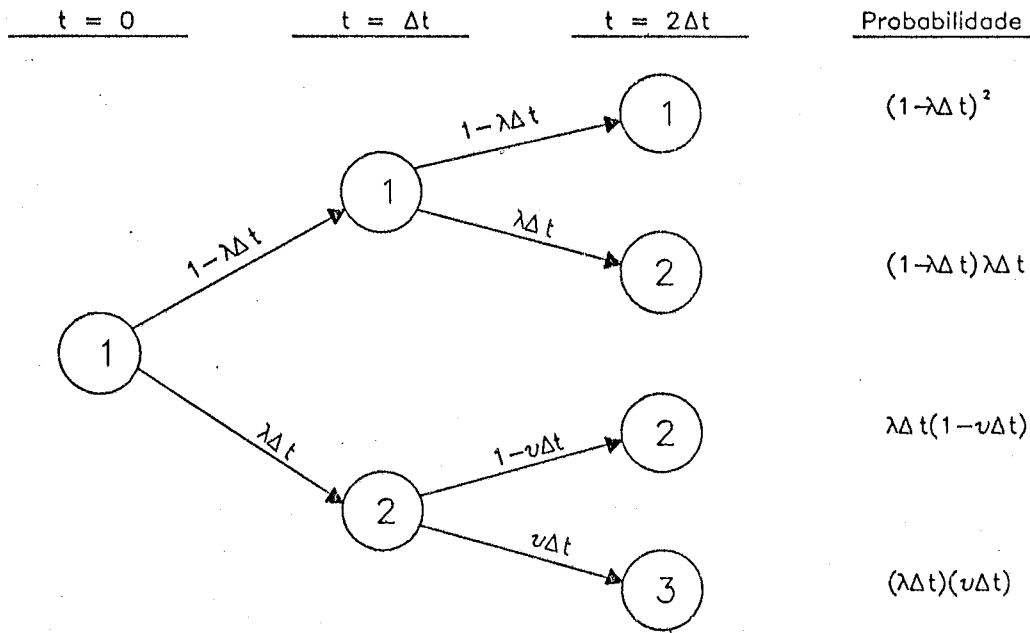 t = 0 t = Δt t = 2Δt Probabilidade
1 (1-λΔt)²
1-λΔt
1
λΔt
1-λΔt
2 (1-λΔt)λΔt
1
λΔt
2 λΔt(1-υΔt)
1-υΔt
2
υΔt
3 (λΔt)(υΔt)